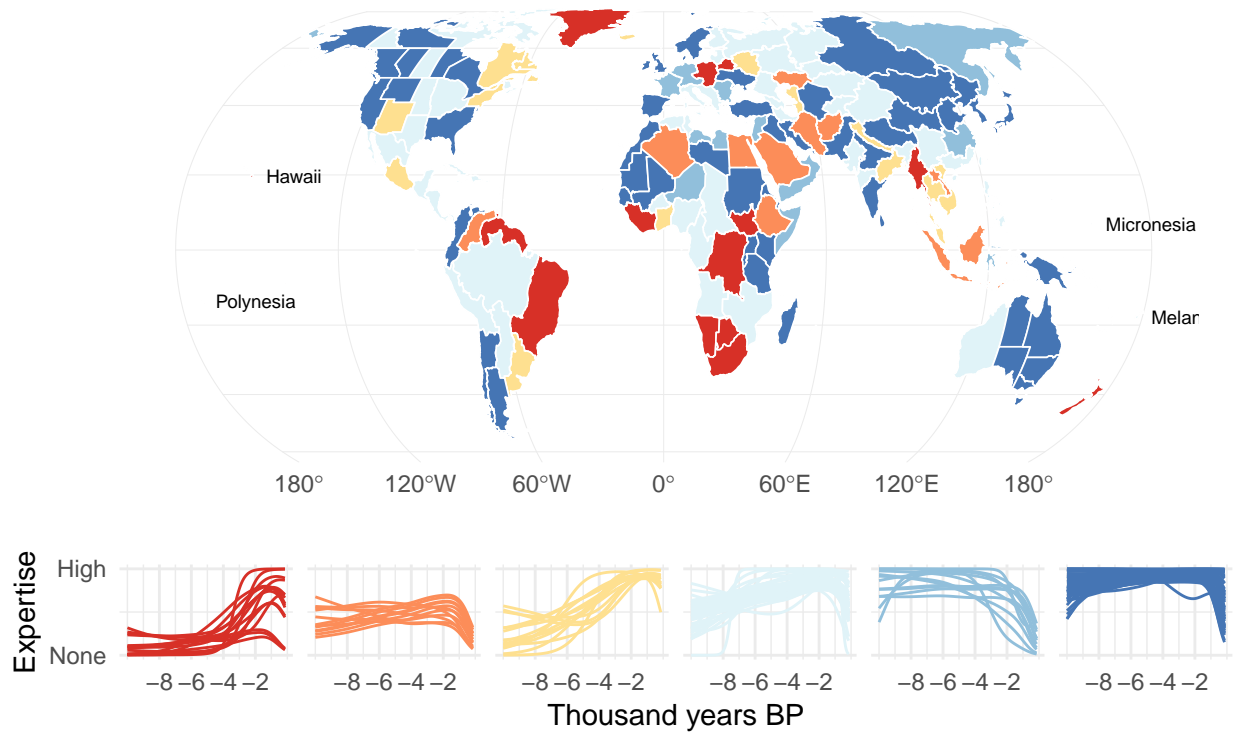 Hawaii
Micronesia
Polynesia
Melar
180° 120°W 60°W 0° 60°E 120°E 180°
Expertise
High
None
−8 −6 −4 −2 −8 −6 −4 −2 −8 −6 −4 −2 −8 −6 −4 −2 −8 −6 −4 −2 −8 −6 −4 −2
Thousand years BP